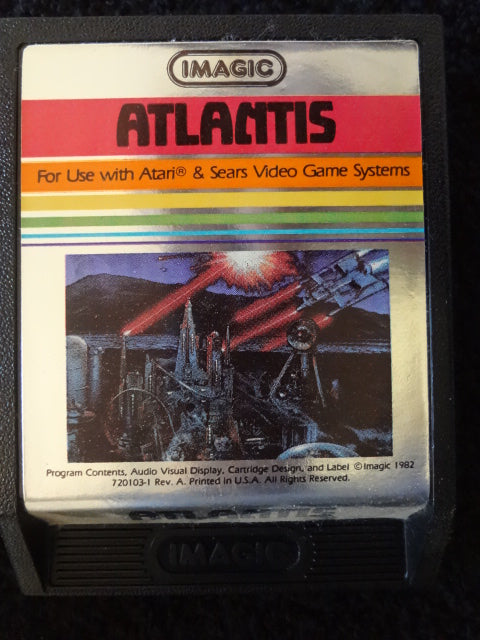 IMAGIC
ATLANTIS
For Use with Atari® & Sears Video Game Systems
Program Contents, Audio Visual Display, Cartridge Design, and Label © Imagic 1982
720103-1 Rev. A. Printed in U.S.A. All Rights Reserved.
ATLANTIS
IMAGIC